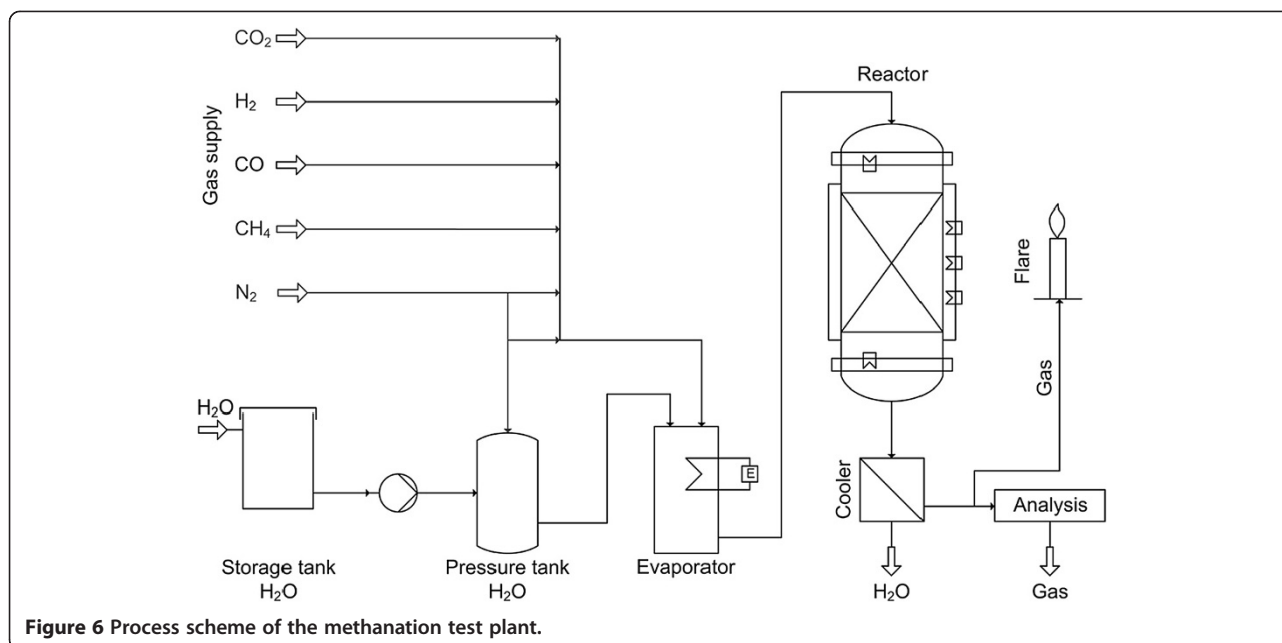 CO₂
H₂
CO
CH₄
N₂
Gas supply
H₂O
Storage tank
H₂O
Pressure tank
H₂O
Evaporator
E
Reactor
Cooler
H₂O
Analysis
Gas
Gas
Flare
Figure 6 Process scheme of the methanation test plant.